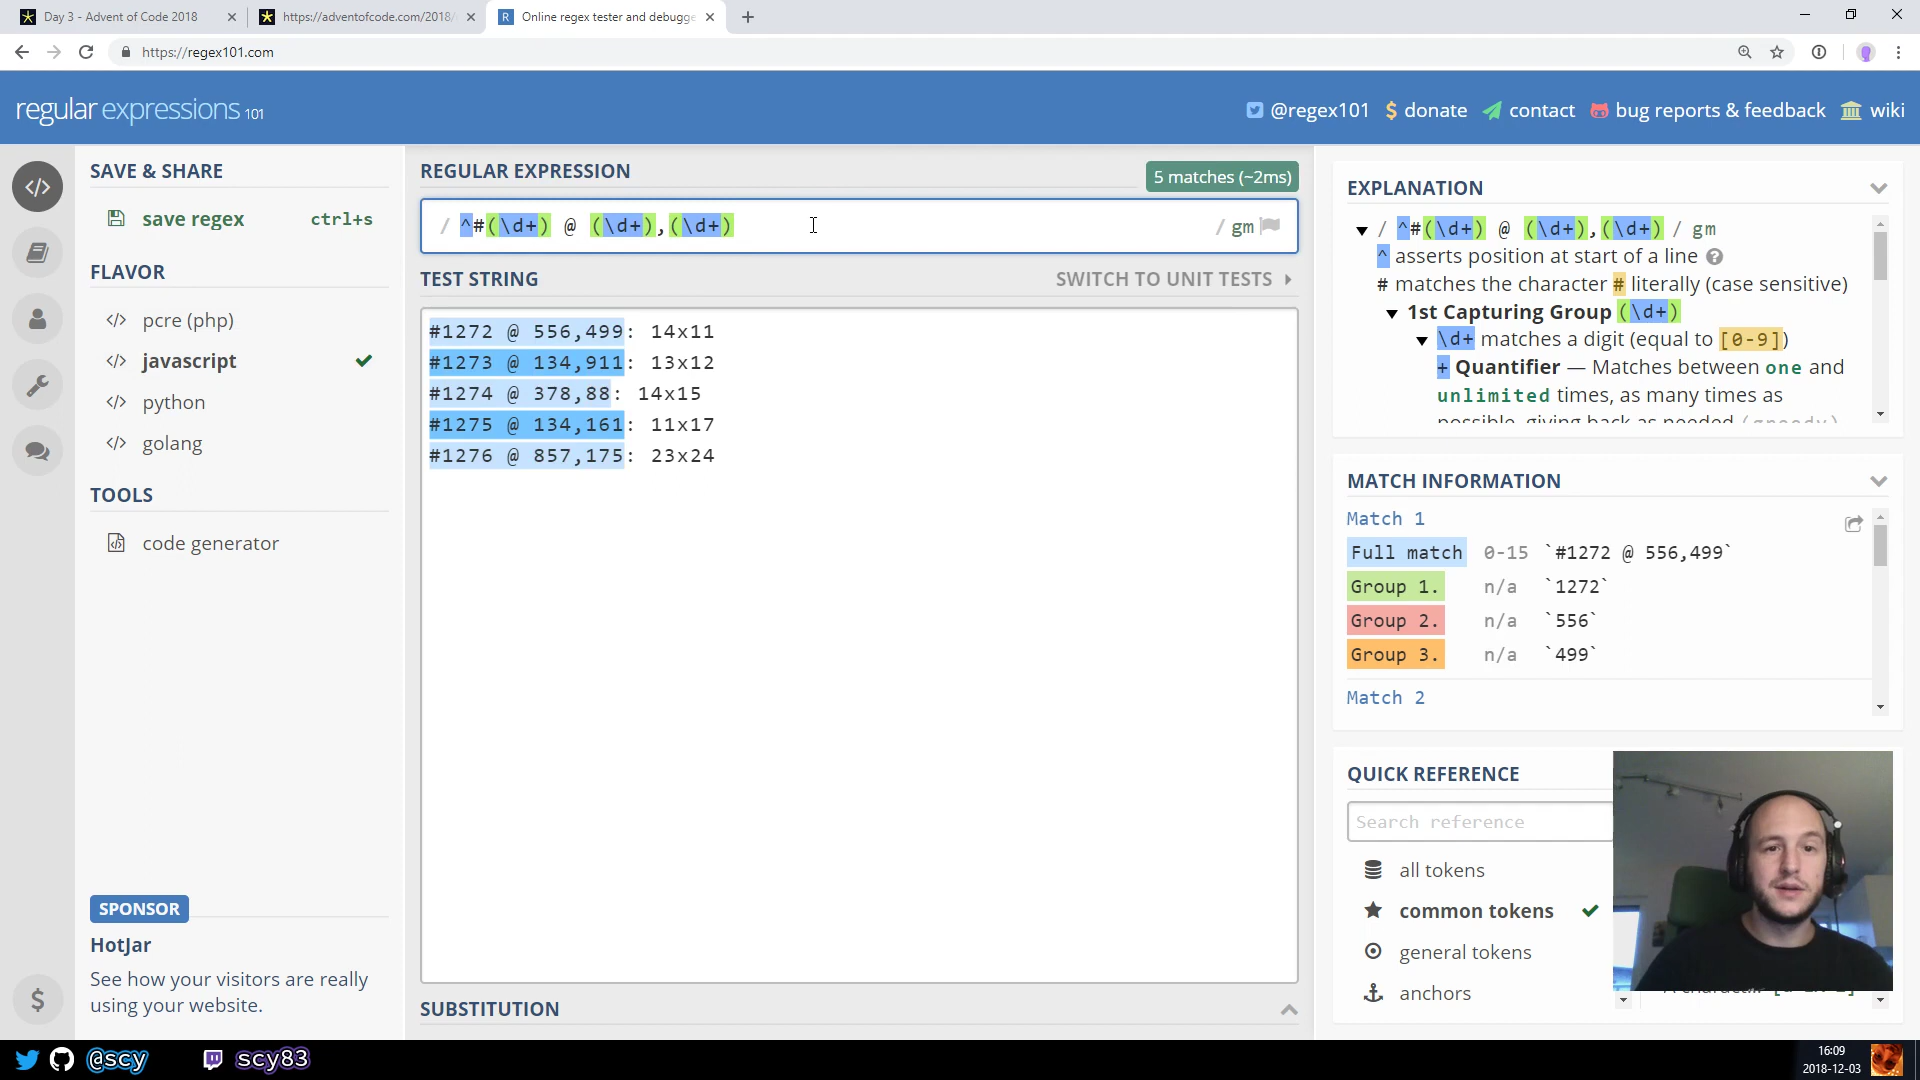 Day 3 - Advent of Code 2018
https://adventofcode.com/2018/
Online regex tester and debugge
https://regex101.com
regular expressions 101
@regex101
$ donate
contact
bug reports & feedback
wiki
SAVE & SHARE
save regex
ctrl+s
FLAVOR
</> pcre (php)
</> javascript
</> python
</> golang
TOOLS
code generator
SPONSOR
HotJar
See how your visitors are really
using your website.
REGULAR EXPRESSION
5 matches (~2ms)
/ ^#(\d+) @ (\d+),(\d+) / gm
TEST STRING
SWITCH TO UNIT TESTS
#1272 @ 556,499: 14x11
#1273 @ 134,911: 13x12
#1274 @ 378,88: 14x15
#1275 @ 134,161: 11x17
#1276 @ 857,175: 23x24
SUBSTITUTION
EXPLANATION
/ ^#(\d+) @ (\d+),(\d+) / gm
^ asserts position at start of a line
# matches the character # literally (case sensitive)
1st Capturing Group (\d+)
\d+ matches a digit (equal to [0-9])
+ Quantifier — Matches between one and
unlimited times, as many times as
possible, giving back as needed (greedy)
MATCH INFORMATION
Match 1
Full match 0-15 `#1272 @ 556,499`
Group 1. n/a `1272`
Group 2. n/a `556`
Group 3. n/a `499`
Match 2
QUICK REFERENCE
Search reference
all tokens
common tokens
general tokens
anchors
@scy
scy83
16:09
2018-12-03